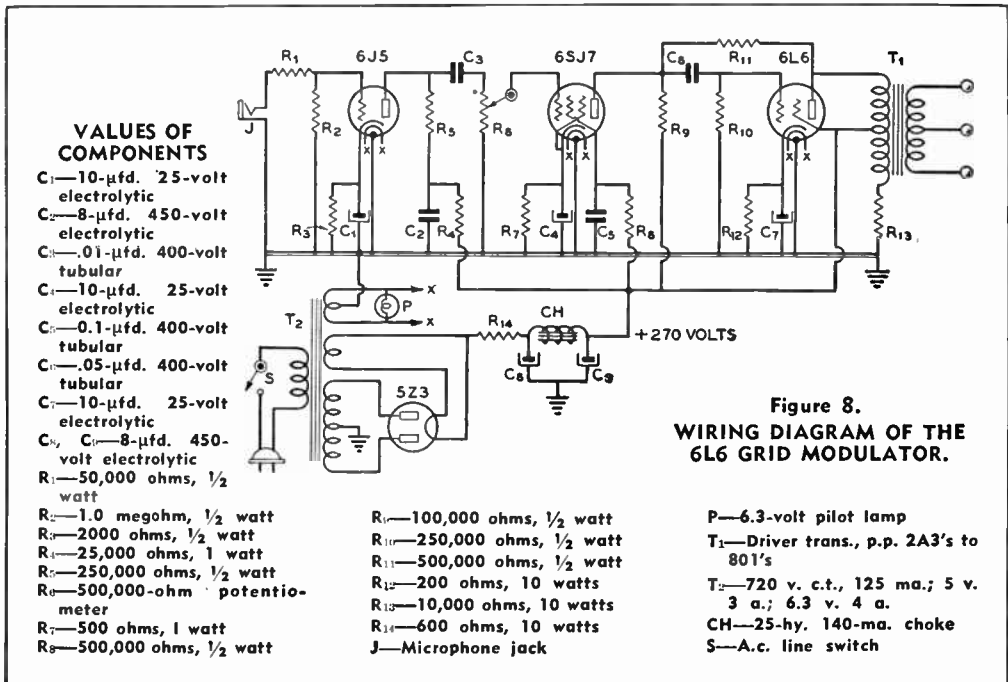 R1
6J5
C3
6SJ7
C6
R11
6L6
T1
J
R2
R5
R6
R9
R10
x x
x x
x x
R3
C1
C2
R4
R7
C4
C5
R8
R12
C7
R13
T2
x
P
x
S
5Z3
R14
CH
C8
C9
+270 VOLTS
VALUES OF
COMPONENTS
C1—10-μfd. 25-volt
electrolytic
C2—8-μfd. 450-volt
electrolytic
C3—.01-μfd. 400-volt
tubular
C4—10-μfd. 25-volt
electrolytic
C5—0.1-μfd. 400-volt
tubular
C6—.05-μfd. 400-volt
tubular
C7—10-μfd. 25-volt
electrolytic
C8, C9—8-μfd. 450-
volt electrolytic
R1—50,000 ohms, 1/2
watt
R2—1.0 megohm, 1/2 watt
R3—2000 ohms, 1/2 watt
R4—25,000 ohms, 1 watt
R5—250,000 ohms, 1/2 watt
R6—500,000-ohm potentio-
meter
R7—500 ohms, 1 watt
R8—500,000 ohms, 1/2 watt
R9—100,000 ohms, 1/2 watt
R10—250,000 ohms, 1/2 watt
R11—500,000 ohms, 1/2 watt
R12—200 ohms, 10 watts
R13—10,000 ohms, 10 watts
R14—600 ohms, 10 watts
J—Microphone jack
Figure 8.
WIRING DIAGRAM OF THE
6L6 GRID MODULATOR.
P—6.3-volt pilot lamp
T1—Driver trans., p.p. 2A3's to
801's
T2—720 v. c.t., 125 ma.; 5 v.
3 a.; 6.3 v. 4 a.
CH—25-hy. 140-ma. choke
S—A.c. line switch